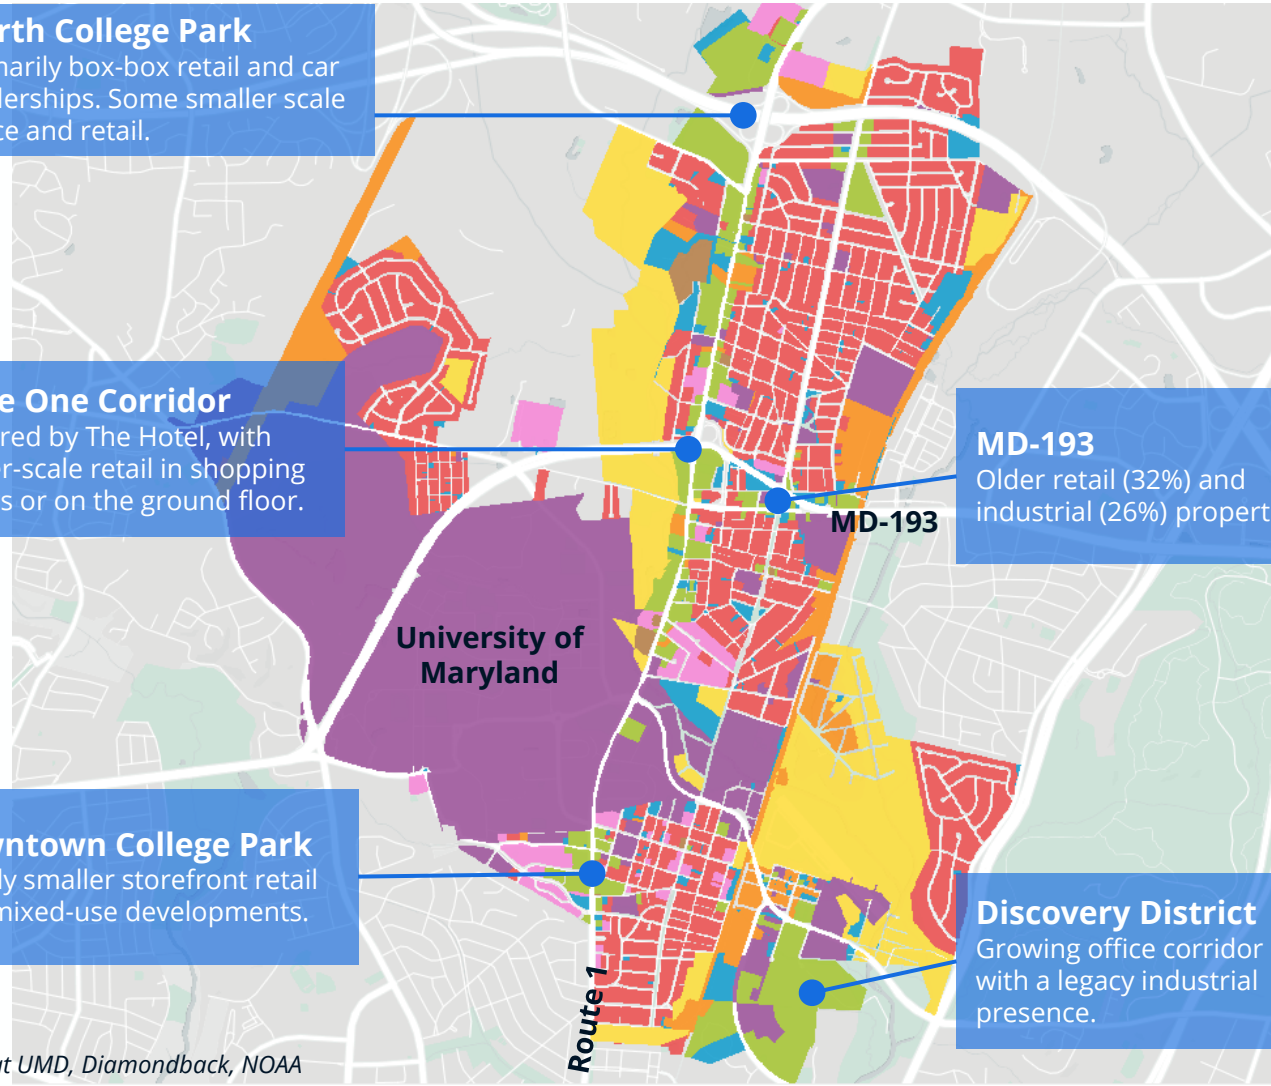 rth College Park
narily box-box retail and car
lerships. Some smaller scale
ce and retail.
e One Corridor
red by The Hotel, with
er-scale retail in shopping
s or on the ground floor.
MD-193
Older retail (32%) and
industrial (26%) propert
MD-193
University of
Maryland
ntown College Park
ly smaller storefront retail
mixed-use developments.
Discovery District
Growing office corridor
with a legacy industrial
presence.
Route 1
at UMD, Diamondback, NOAA